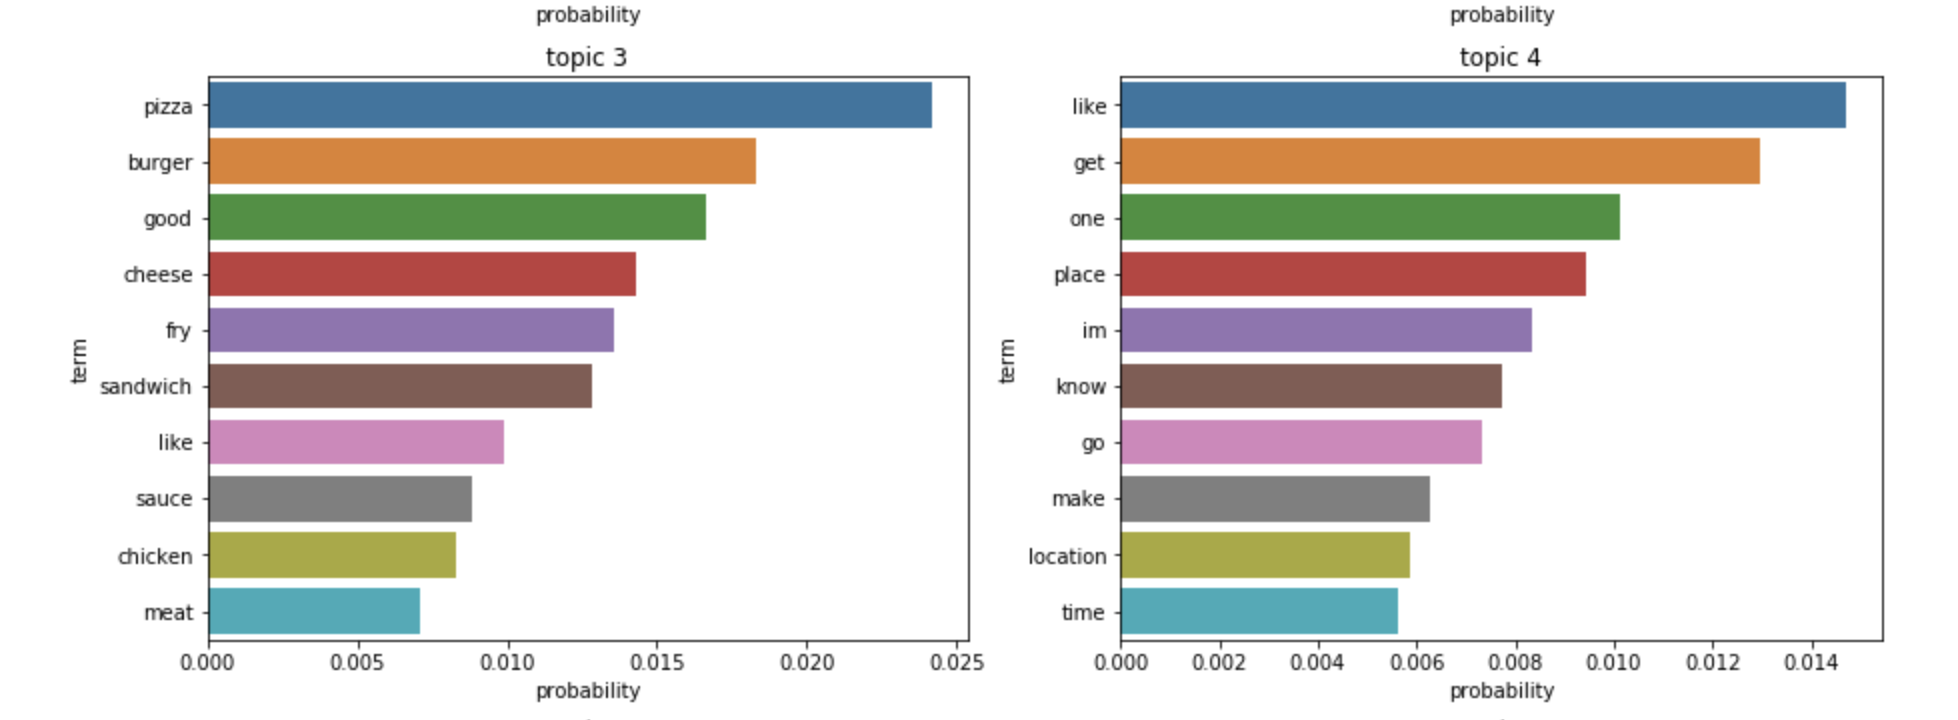 probability
probability
topic 3
pizza
burger
good
cheese
fry
sandwich
like
sauce
chicken
meat
term
0.000 0.005 0.010 0.015 0.020 0.025
probability
topic 4
like
get
one
place
im
know
go
make
location
time
term
0.000 0.002 0.004 0.006 0.008 0.010 0.012 0.014
probability